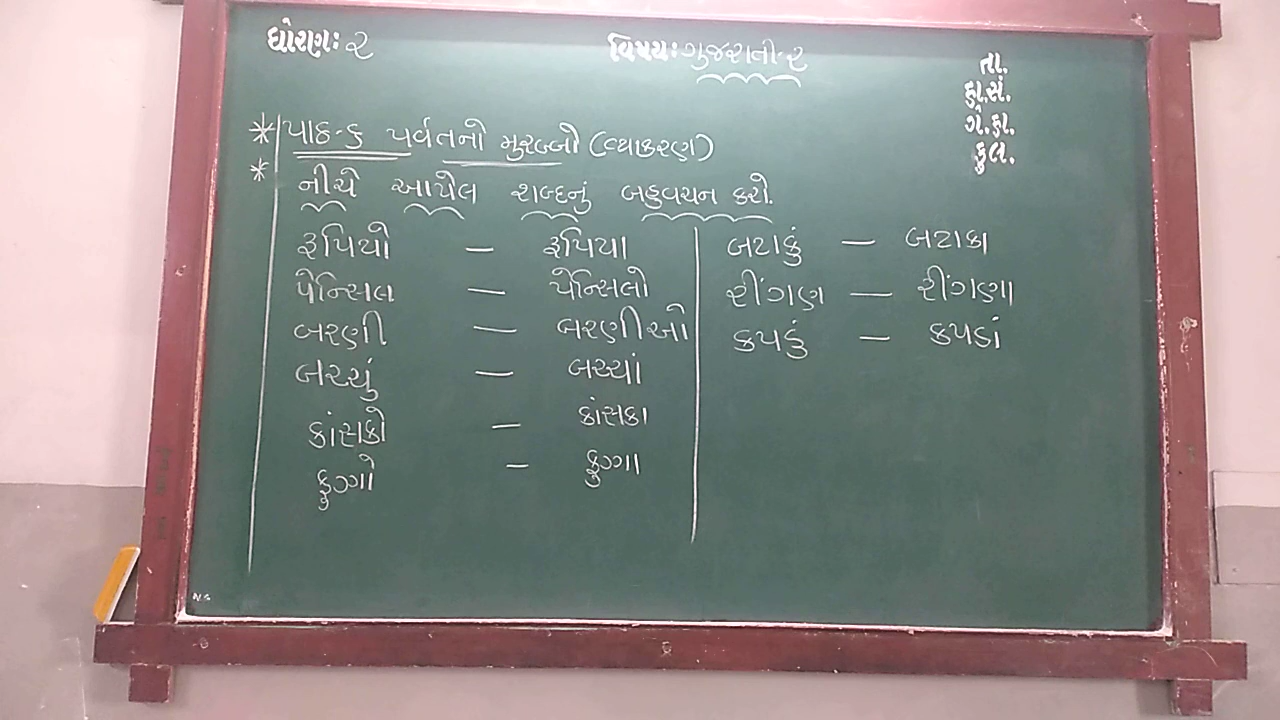 ધોરણ: ૨
વિષય: ગુજરાતી-૨
તા.
હા.સં.
ગે.હા.
કુલ.
* પાઠ-૬ પર્વતનો મુરબ્બો (વ્યાકરણ)
* નીચે આપેલ શબ્દનું બહુવચન કરો.
રૂપિયો — રૂપિયા
પેન્સિલ — પેન્સિલો
બરણી — બરણીઓ
બચ્ચું — બચ્ચાં
કાંસકો — કાંસકા
ફુગ્ગો — ફુગ્ગા
બટાકું — બટાકા
રીંગણ — રીંગણા
કપડું — કપડાં